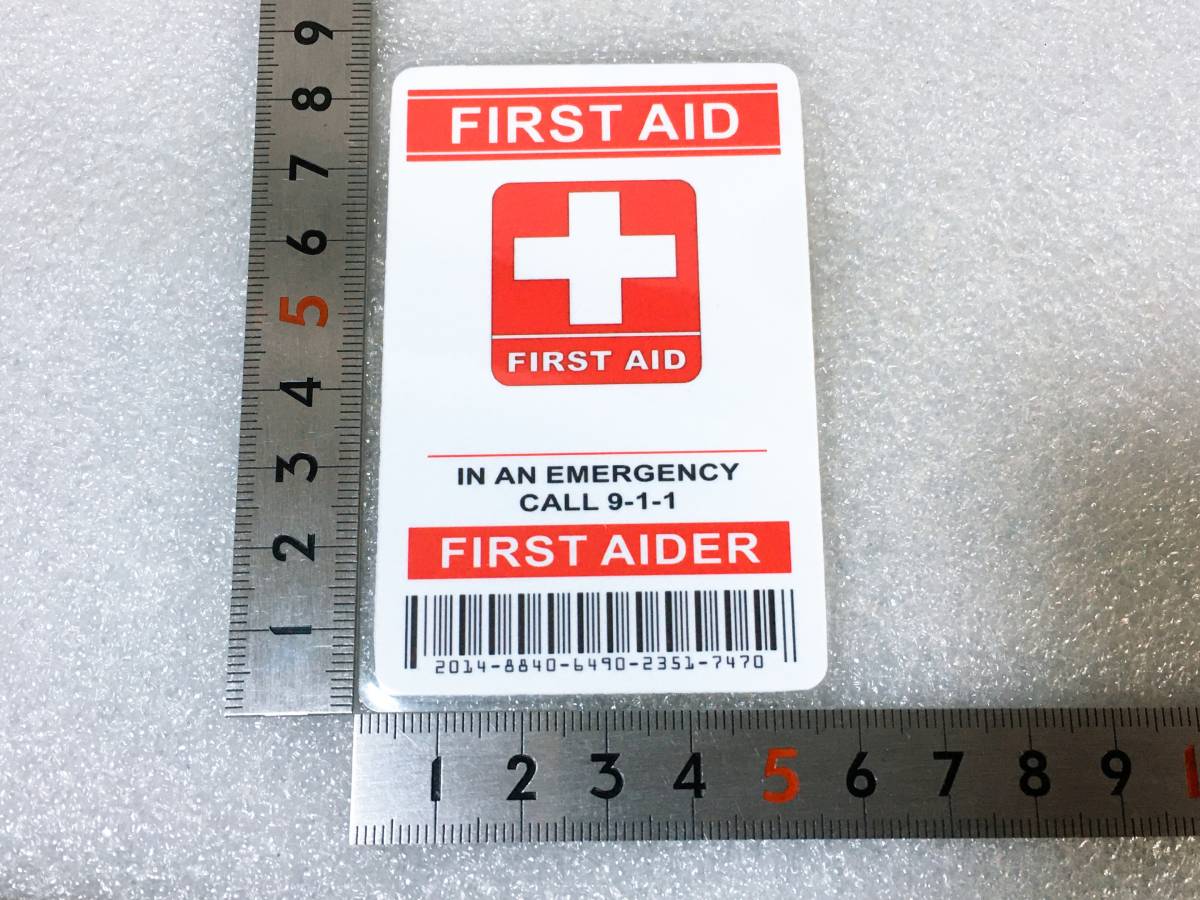 FIRST AID
FIRST AID
IN AN EMERGENCY
CALL 9-1-1
FIRST AIDER
2014-8840-6490-2351-7470
9
8
7
6
5
4
3
2
1
1 2 3 4 5 6 7 8 9 1